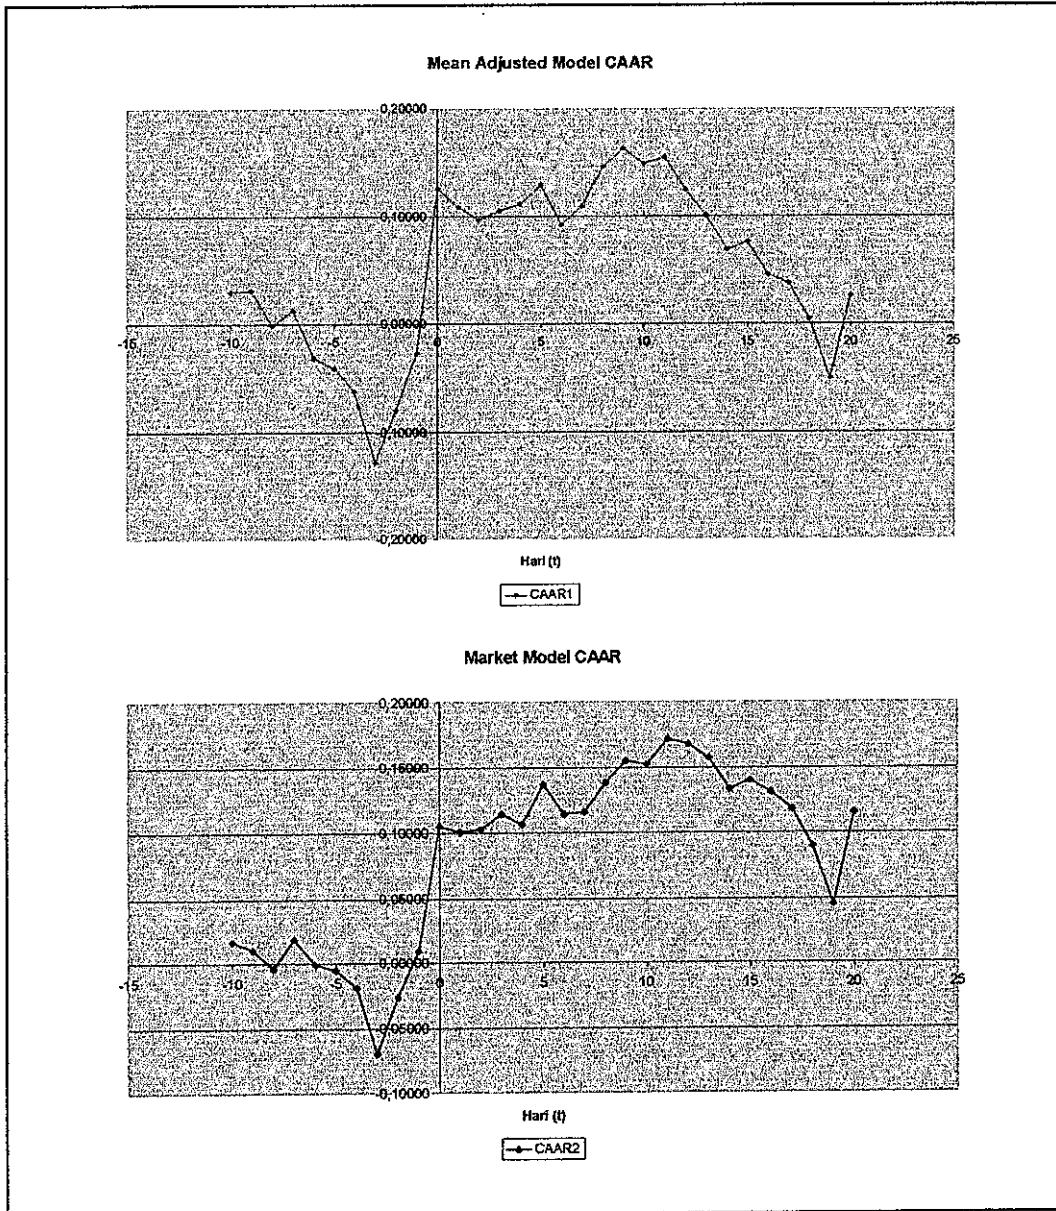 Mean Adjusted Model CAAR
0,20000
0,10000
0,00000
-15 -10 -5 0 5 10 15 20 25
-0,10000
-0,20000
Hari (t)
CAAR1
Market Model CAAR
0,20000
0,15000
0,10000
0,05000
0,00000
-15 -10 -5 0 5 10 15 20 25
-0,05000
-0,10000
Hari (t)
CAAR2